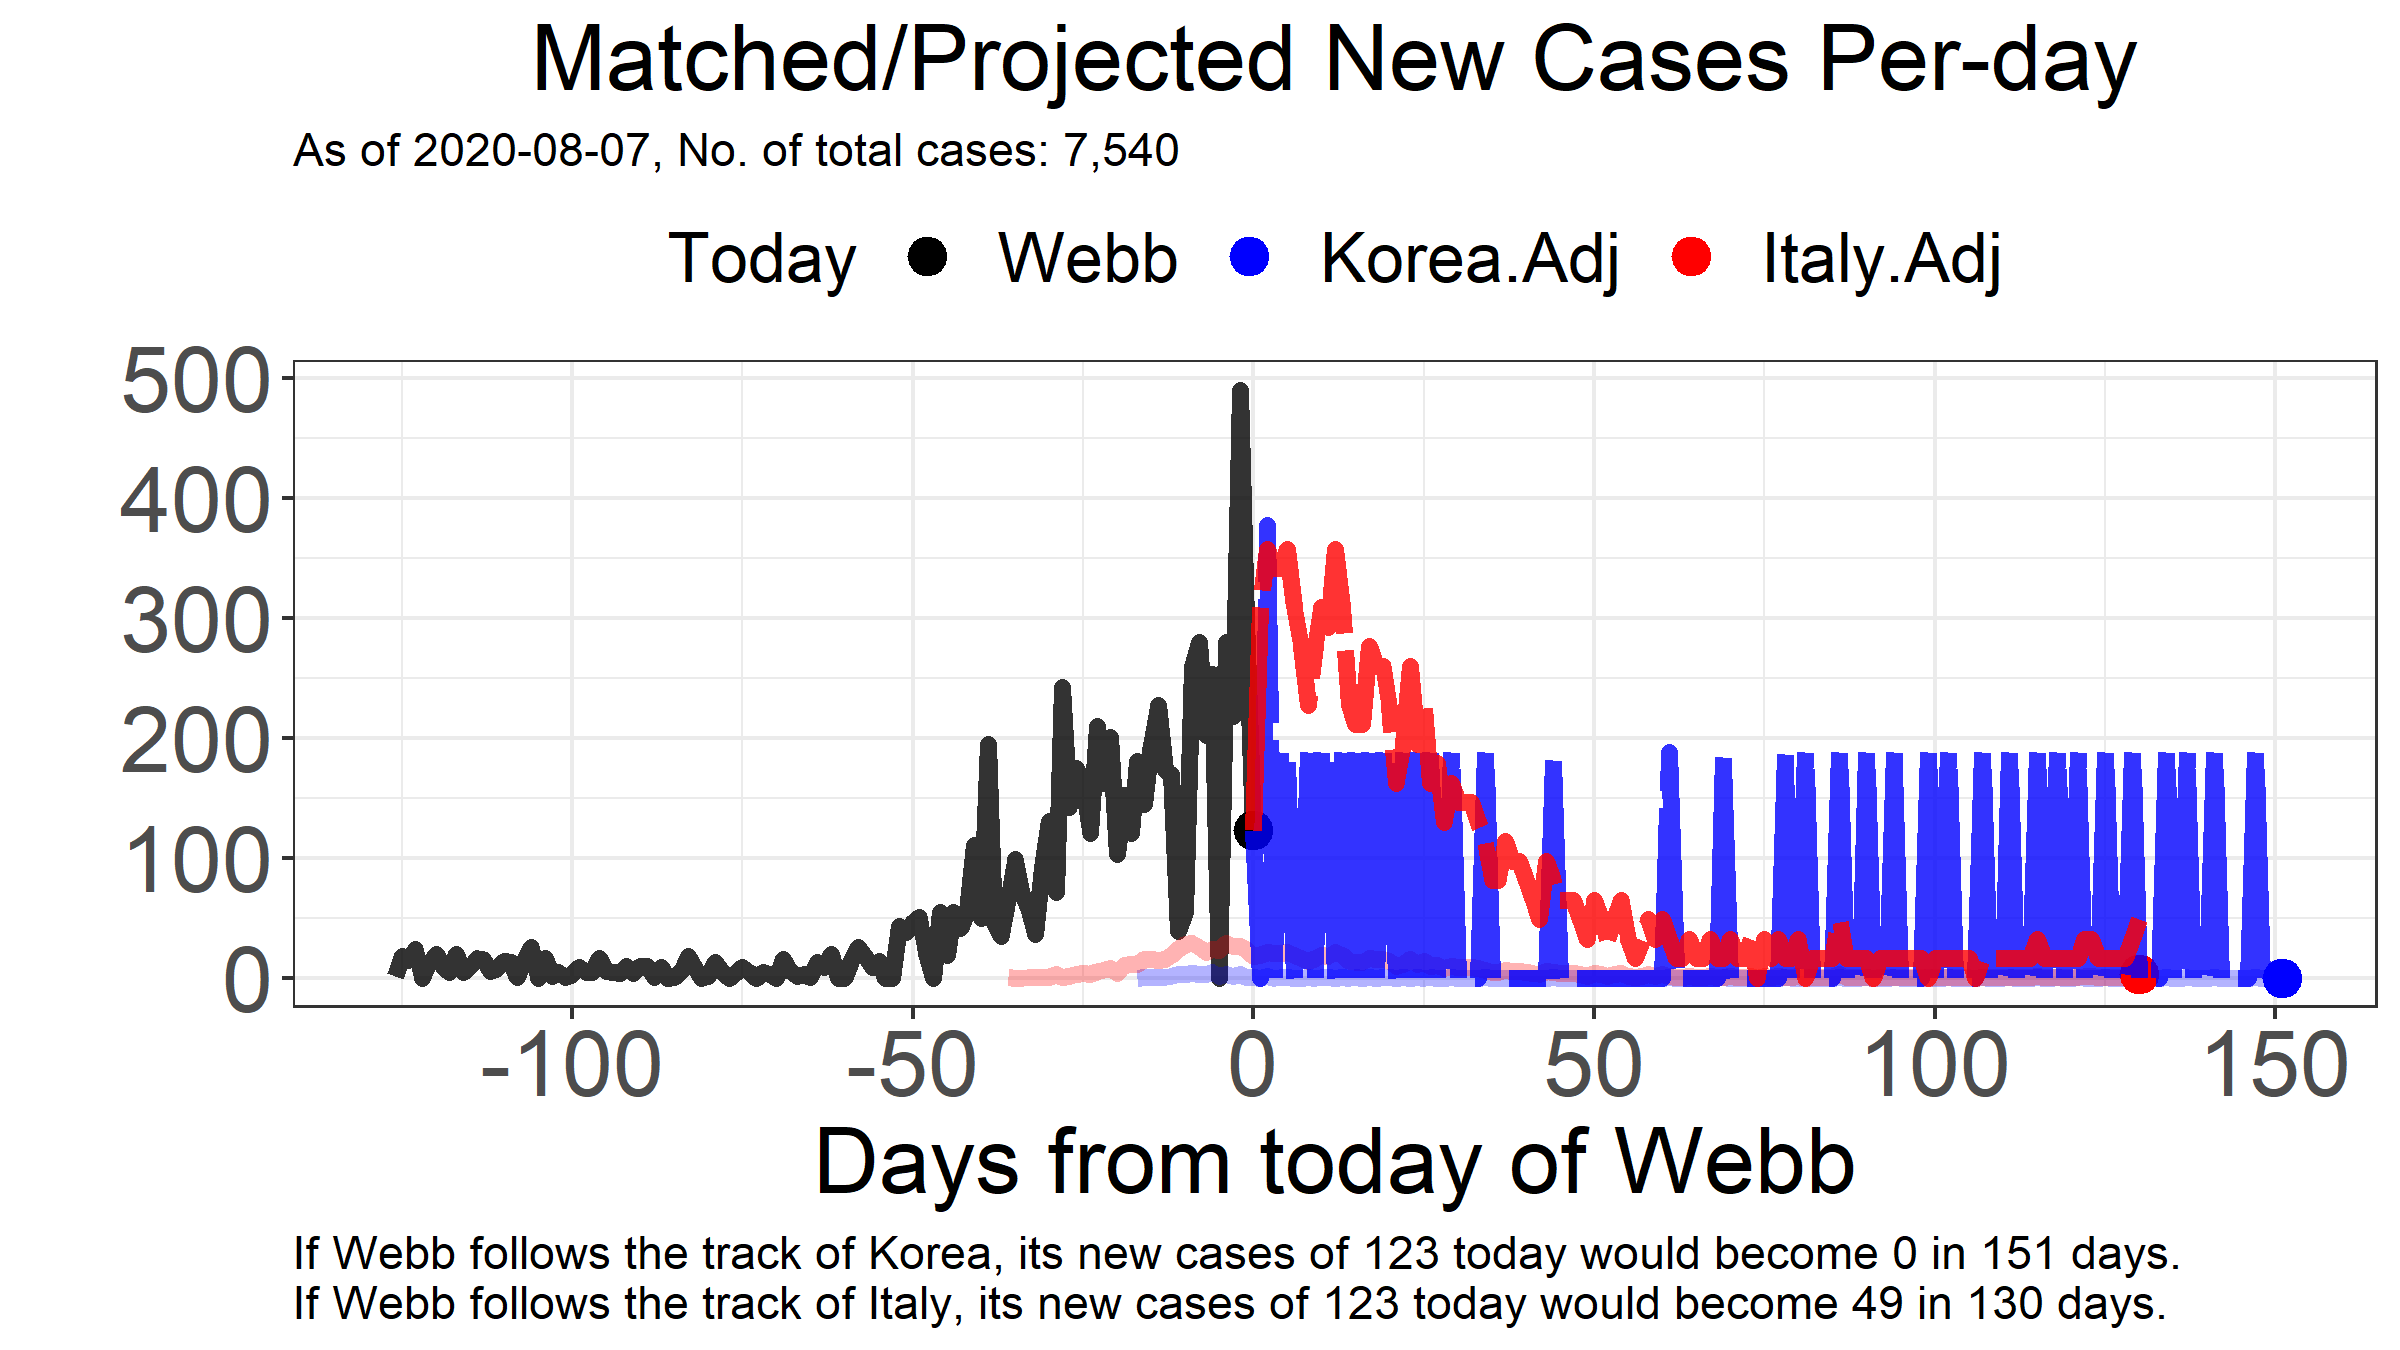 Matched/Projected New Cases Per-day
As of 2020-08-07, No. of total cases: 7,540
Today Webb Korea.Adj Italy.Adj
500
400
300
200
100
0
-100 -50 0 50 100 150
Days from today of Webb
If Webb follows the track of Korea, its new cases of 123 today would become 0 in 151 days.
If Webb follows the track of Italy, its new cases of 123 today would become 49 in 130 days.